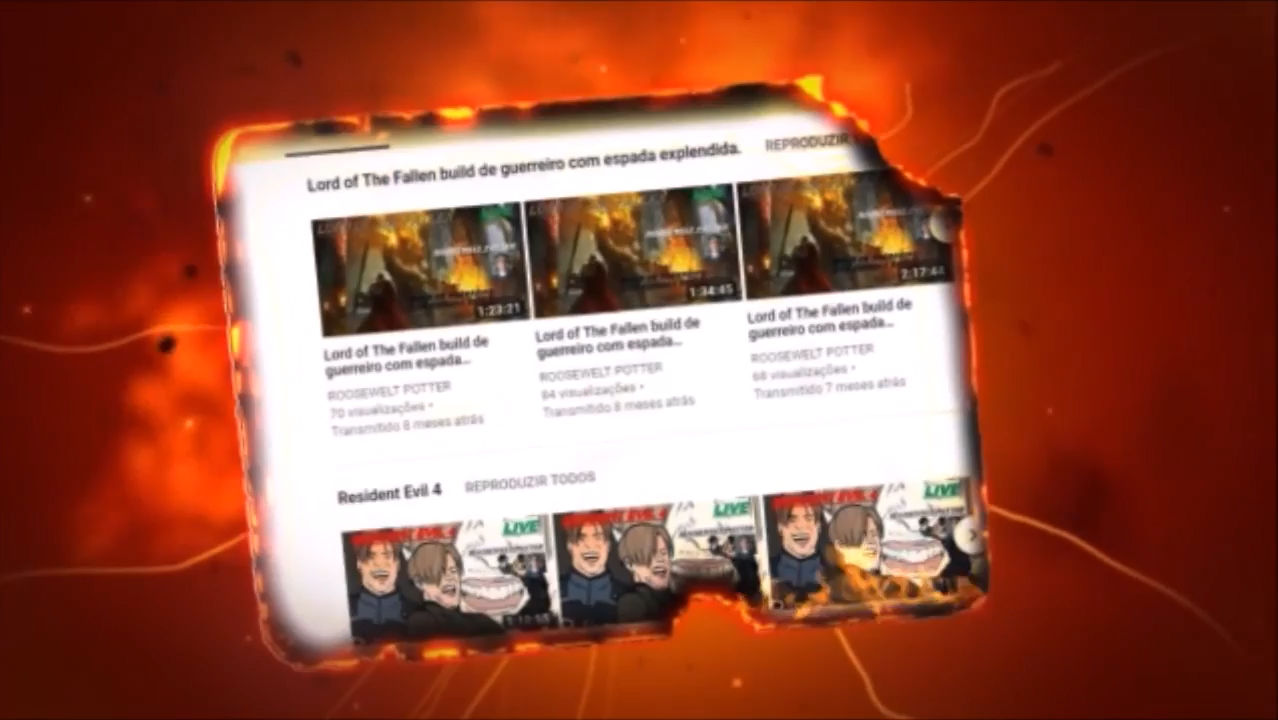 Lord of The Fallen build de guerreiro com espada explendida.
REPRODUZIR
1:23:21
1:34:45
2:17:44
Lord of The Fallen build de
guerreiro com espada...
ROOSEWELT POTTER
70 visualizações •
Transmitido 8 meses atrás
Lord of The Fallen build de
guerreiro com espada...
ROOSEWELT POTTER
84 visualizações •
Transmitido 8 meses atrás
Lord of The Fallen build de
guerreiro com espada...
ROOSEWELT POTTER
68 visualizações •
Transmitido 7 meses atrás
Resident Evil 4
REPRODUZIR TODOS
LIVE
LIVE
LIVE